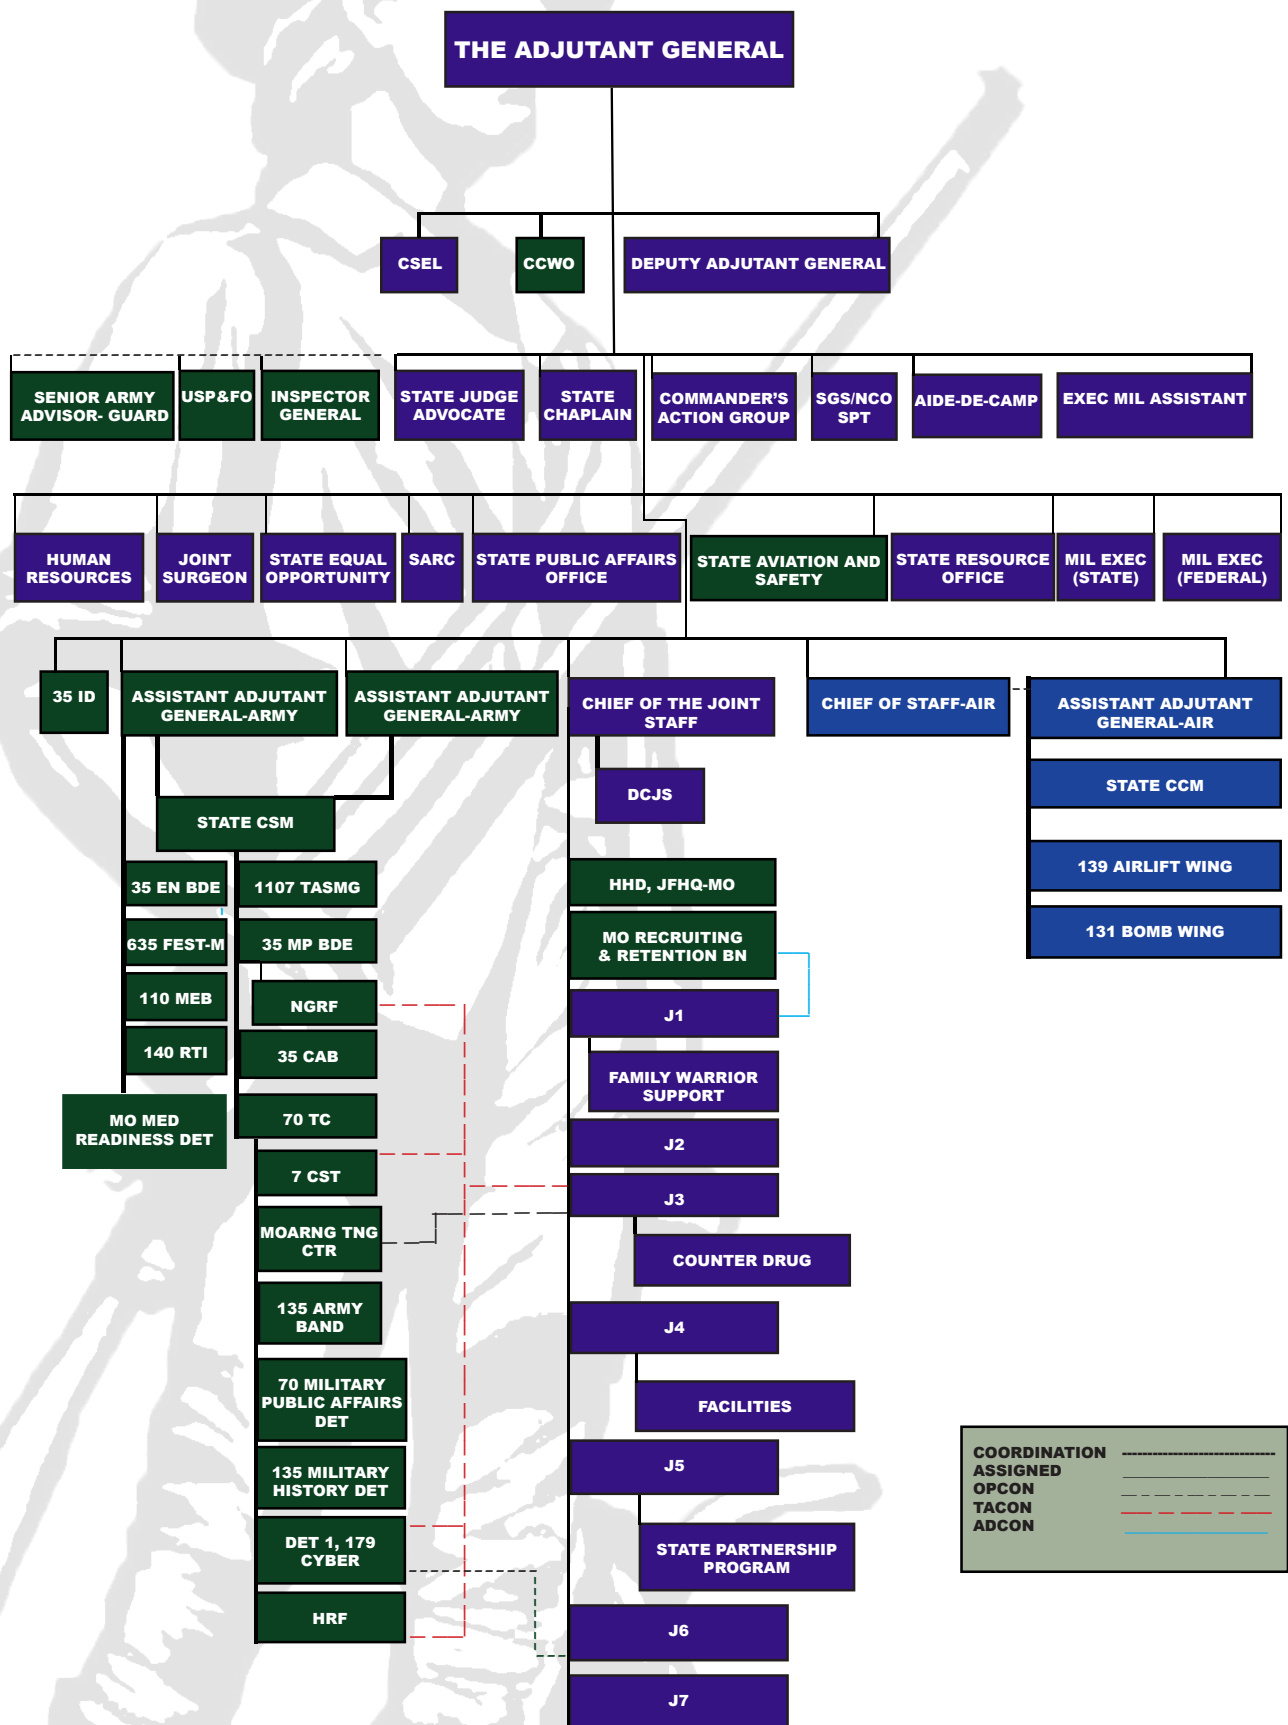 THE ADJUTANT GENERAL
CSEL
CCWO
DEPUTY ADJUTANT GENERAL
SENIOR ARMY
ADVISOR- GUARD
USP&FO
INSPECTOR
GENERAL
STATE JUDGE
ADVOCATE
STATE
CHAPLAIN
COMMANDER'S
ACTION GROUP
SGS/NCO
SPT
AIDE-DE-CAMP
EXEC MIL ASSISTANT
HUMAN
RESOURCES
JOINT
SURGEON
STATE EQUAL
OPPORTUNITY
SARC
STATE PUBLIC AFFAIRS
OFFICE
STATE AVIATION AND
SAFETY
STATE RESOURCE
OFFICE
MIL EXEC
(STATE)
MIL EXEC
(FEDERAL)
35 ID
ASSISTANT ADJUTANT
GENERAL-ARMY
ASSISTANT ADJUTANT
GENERAL-ARMY
CHIEF OF THE JOINT
STAFF
CHIEF OF STAFF-AIR
ASSISTANT ADJUTANT
GENERAL-AIR
STATE CSM
DCJS
STATE CCM
139 AIRLIFT WING
131 BOMB WING
35 EN BDE
635 FEST-M
110 MEB
140 RTI
MO MED
READINESS DET
1107 TASMG
35 MP BDE
NGRF
35 CAB
70 TC
7 CST
MOARNG TNG
CTR
135 ARMY
BAND
70 MILITARY
PUBLIC AFFAIRS
DET
135 MILITARY
HISTORY DET
DET 1, 179
CYBER
HRF
HHD, JFHQ-MO
MO RECRUITING
& RETENTION BN
J1
FAMILY WARRIOR
SUPPORT
J2
J3
COUNTER DRUG
J4
FACILITIES
J5
STATE PARTNERSHIP
PROGRAM
J6
J7
COORDINATION
ASSIGNED
OPCON
TACON
ADCON